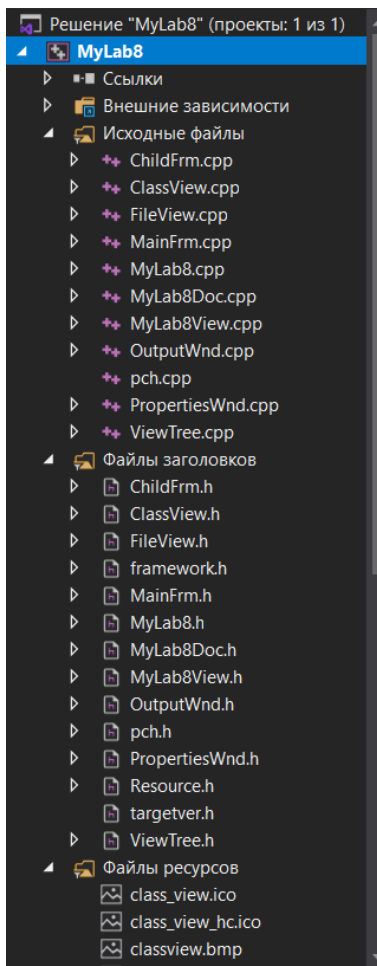 Решение "MyLab8" (проекты: 1 из 1)
MyLab8
Ссылки
Внешние зависимости
Исходные файлы
ChildFrm.cpp
ClassView.cpp
FileView.cpp
MainFrm.cpp
MyLab8.cpp
MyLab8Doc.cpp
MyLab8View.cpp
OutputWnd.cpp
pch.cpp
PropertiesWnd.cpp
ViewTree.cpp
Файлы заголовков
ChildFrm.h
ClassView.h
FileView.h
framework.h
MainFrm.h
MyLab8.h
MyLab8Doc.h
MyLab8View.h
OutputWnd.h
pch.h
PropertiesWnd.h
Resource.h
targetver.h
ViewTree.h
Файлы ресурсов
class_view.ico
class_view_hc.ico
classview.bmp